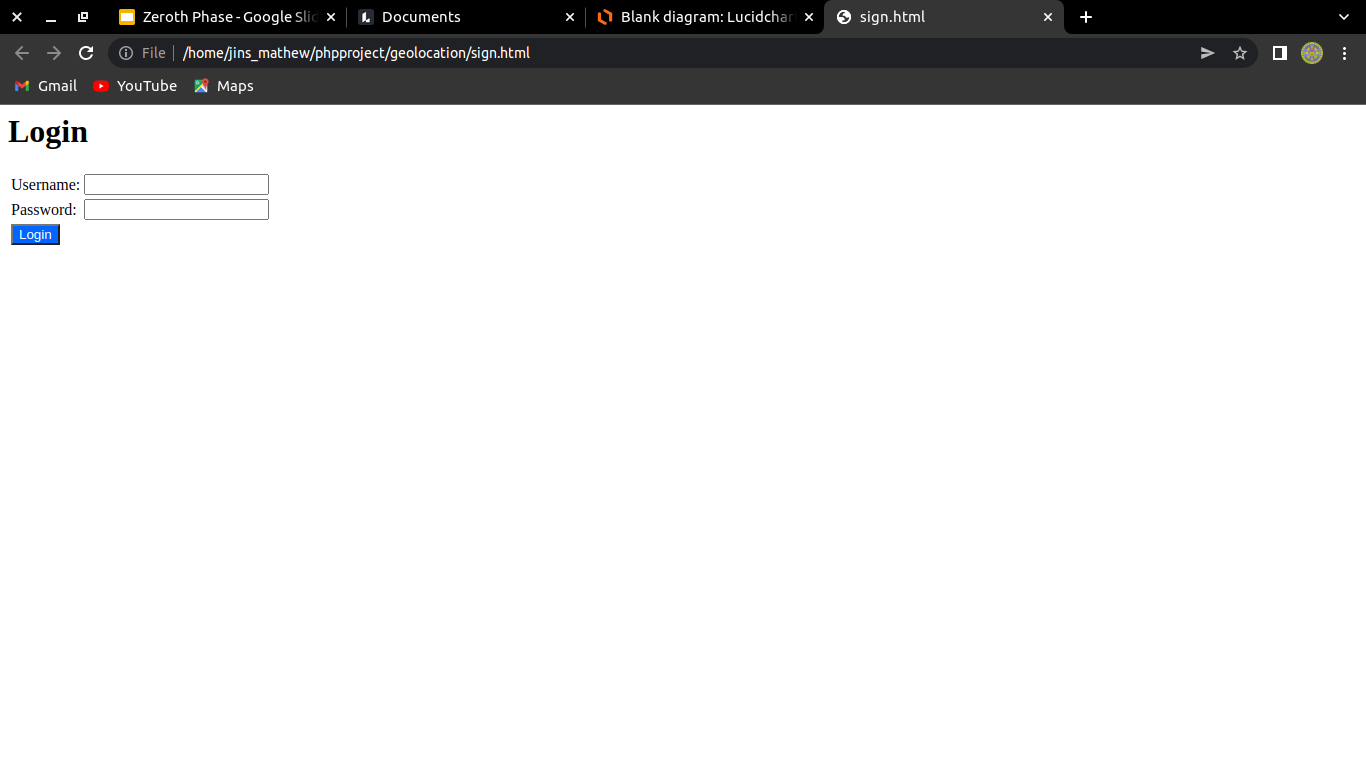 Zeroth Phase - Google Slid
Documents
Blank diagram: Lucidchar
sign.html
File
/home/jins_mathew/phpproject/geolocation/sign.html
Gmail
YouTube
Maps
Login
Username:
Password:
Login